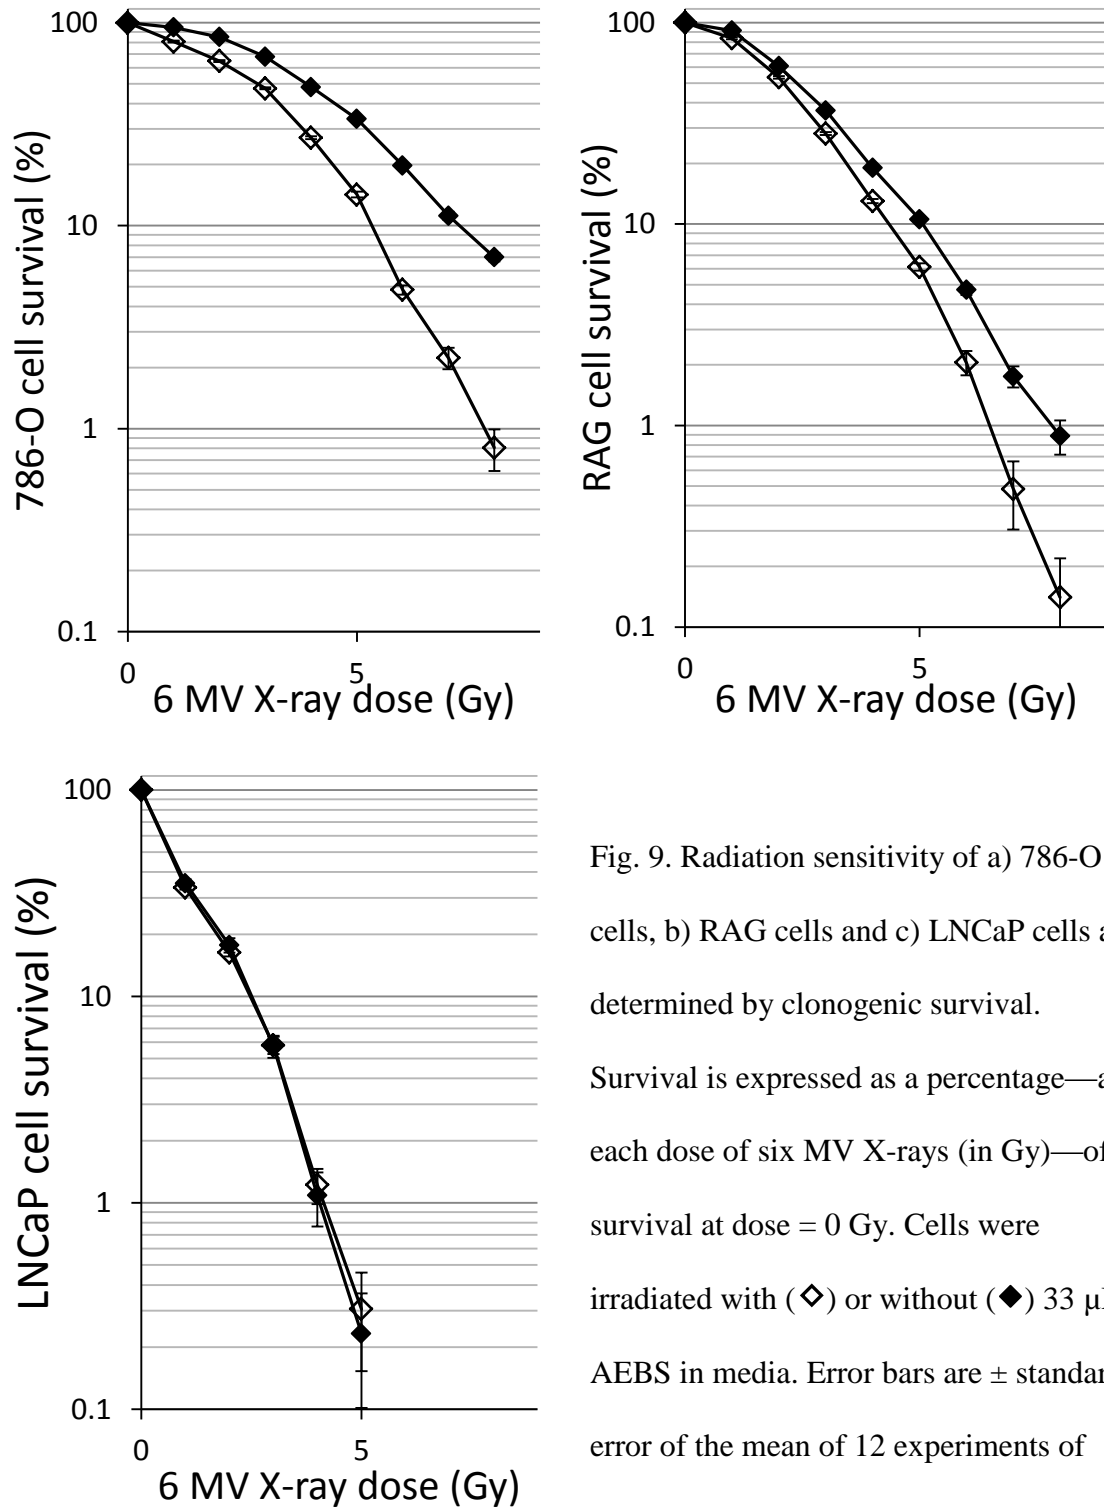 100
10
1
0.1
0
5
786-O cell survival (%)
6 MV X-ray dose (Gy)
100
10
1
0.1
0
5
RAG cell survival (%)
6 MV X-ray dose (Gy)
100
10
1
0.1
0
5
LNCaP cell survival (%)
6 MV X-ray dose (Gy)
Fig. 9. Radiation sensitivity of a) 786-O
cells, b) RAG cells and c) LNCaP cells
determined by clonogenic survival.
Survival is expressed as a percentage—
each dose of six MV X-rays (in Gy)—of
survival at dose = 0 Gy. Cells were
irradiated with (◇) or without (◆) 33
AEBS in media. Error bars are ±
error of the mean of 12 experiments of